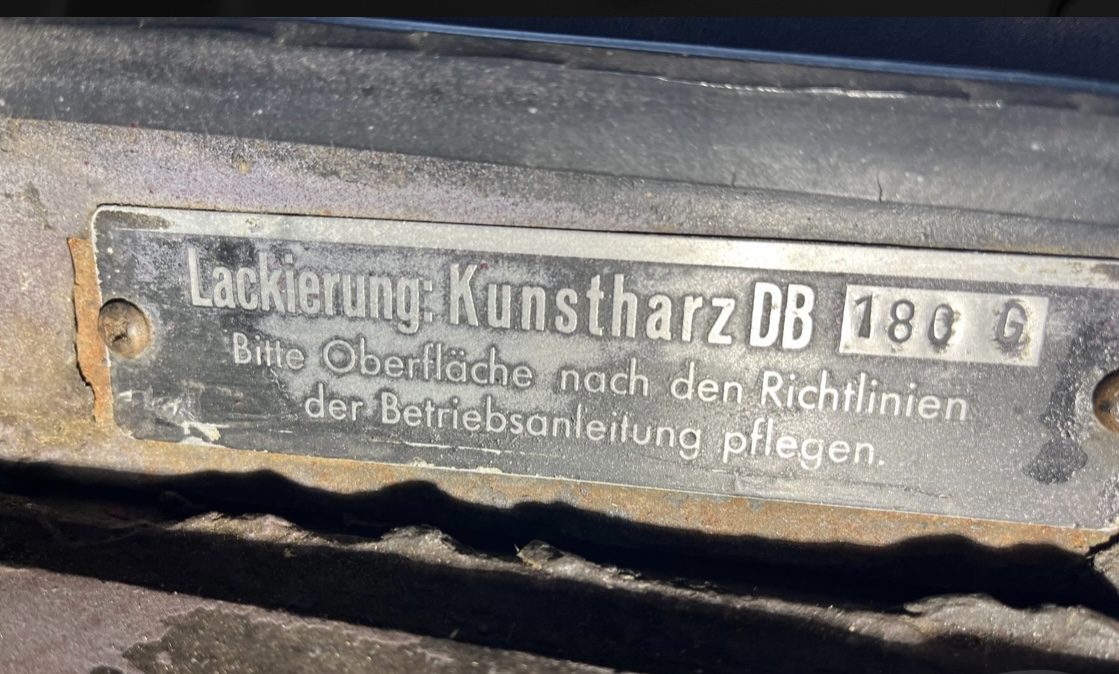 Lackierung: Kunstharz DB 180 G
Bitte Oberfläche nach den Richtlinien
der Betriebsanleitung pflegen.